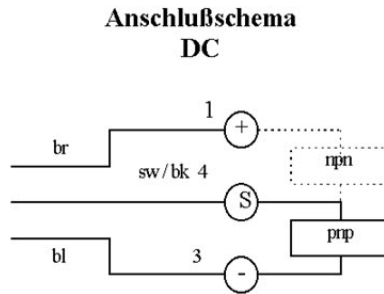 Anschlußschema
DC
1
+
br
npn
sw/bk 4
S
pnp
bl
3
-